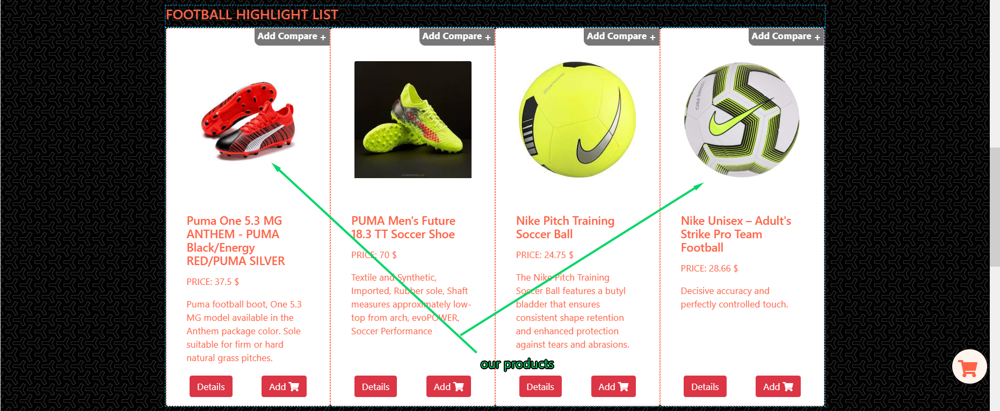 FOOTBALL HIGHLIGHT LIST
Add Compare +
Add Compare +
Add Compare +
Add Compare +
STRIKE PRO
Puma One 5.3 MG
ANTHEM - PUMA
Black/Energy
RED/PUMA SILVER
PRICE: 37.5 $
Puma football boot, One 5.3
MG model available in the
Anthem package color. Sole
suitable for firm or hard
natural grass pitches.
Details
Add
PUMA Men's Future
18.3 TT Soccer Shoe
PRICE: 70 $
Textile and Synthetic,
Imported, Rubber sole, Shaft
measures approximately low-
top from arch, evoPOWER,
Soccer Performance
Details
Add
Nike Pitch Training
Soccer Ball
PRICE: 24.75 $
The Nike Pitch Training
Soccer Ball features a butyl
bladder that ensures
consistent shape retention
and enhanced protection
against tears and abrasions.
Details
Add
Nike Unisex – Adult's
Strike Pro Team
Football
PRICE: 28.66 $
Decisive accuracy and
perfectly controlled touch.
Details
Add
our products